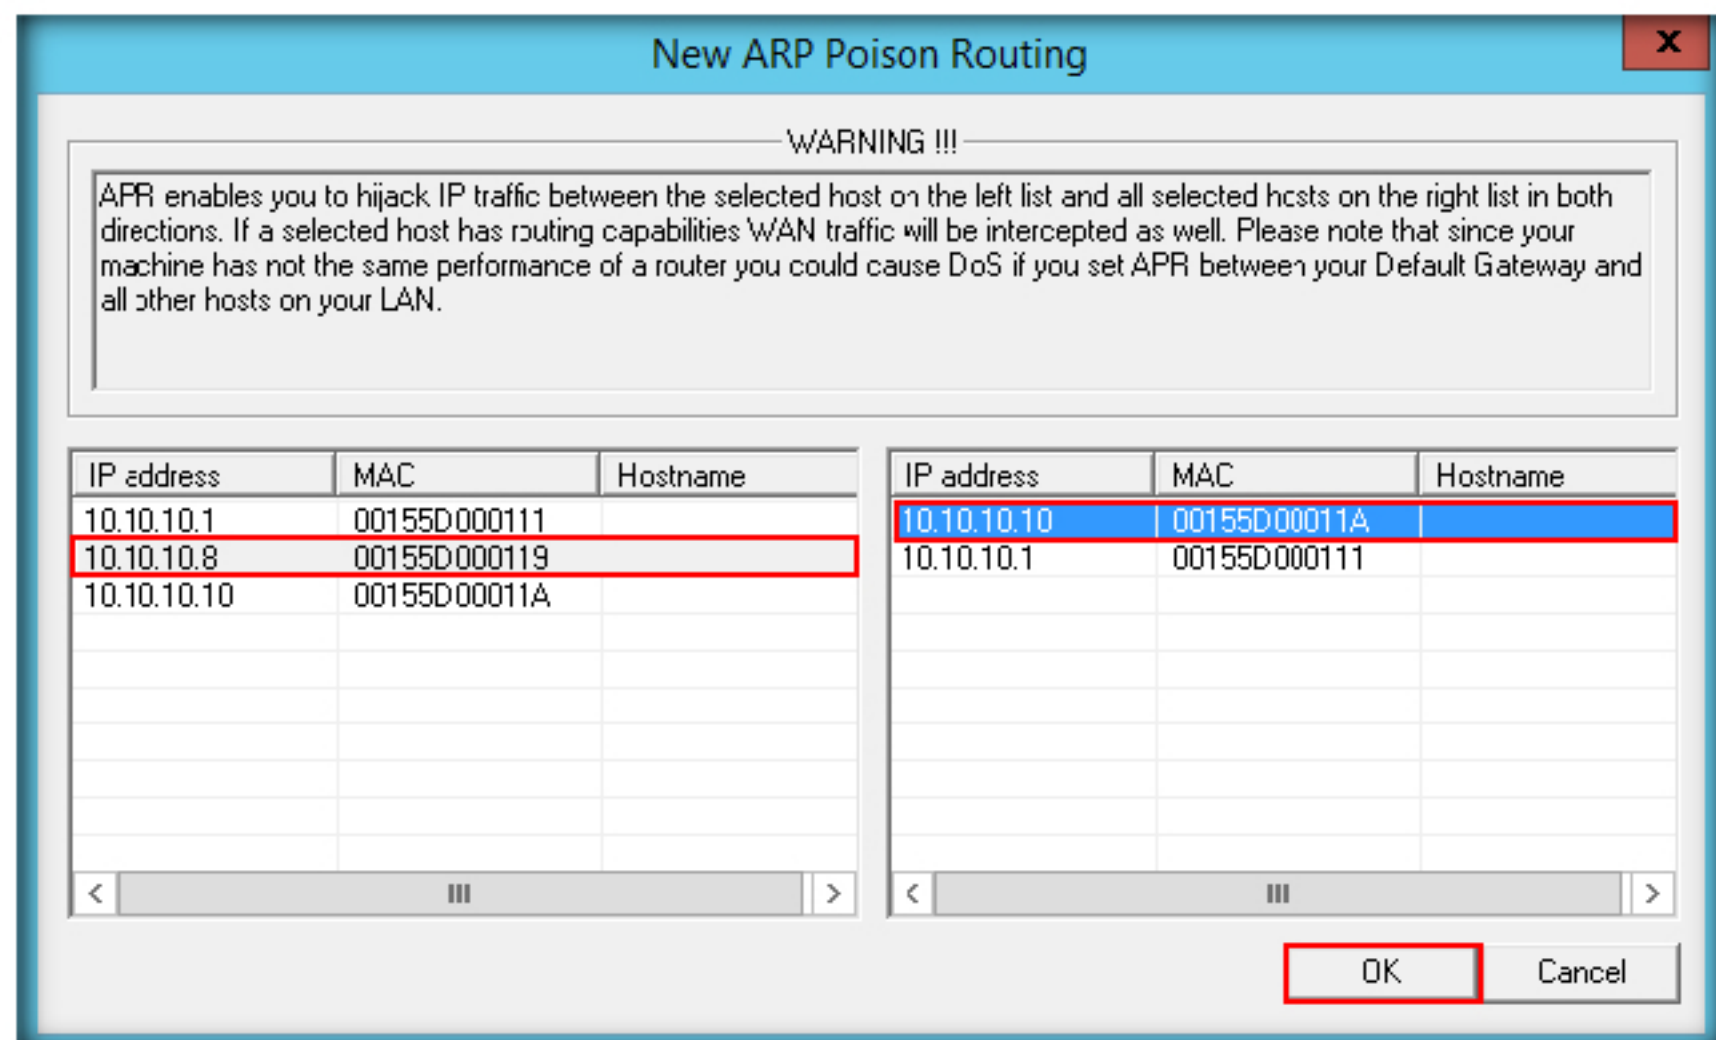 New ARP Poison Routing
x
WARNING !!!
APR enables you to hijack IP traffic between the selected host on the left list and all selected hosts on the right list in both
directions. If a selected host has routing capabilities WAN traffic will be intercepted as well. Please note that since your
machine has not the same performance of a router you could cause DoS if you set APR between your Default Gateway and
all other hosts on your LAN.
IP address MAC Hostname
10.10.10.1 00155D000111
10.10.10.8 00155D000119
10.10.10.10 00155D00011A
IP address MAC Hostname
10.10.10.10 00155D00011A
10.10.10.1 00155D000111
OK Cancel